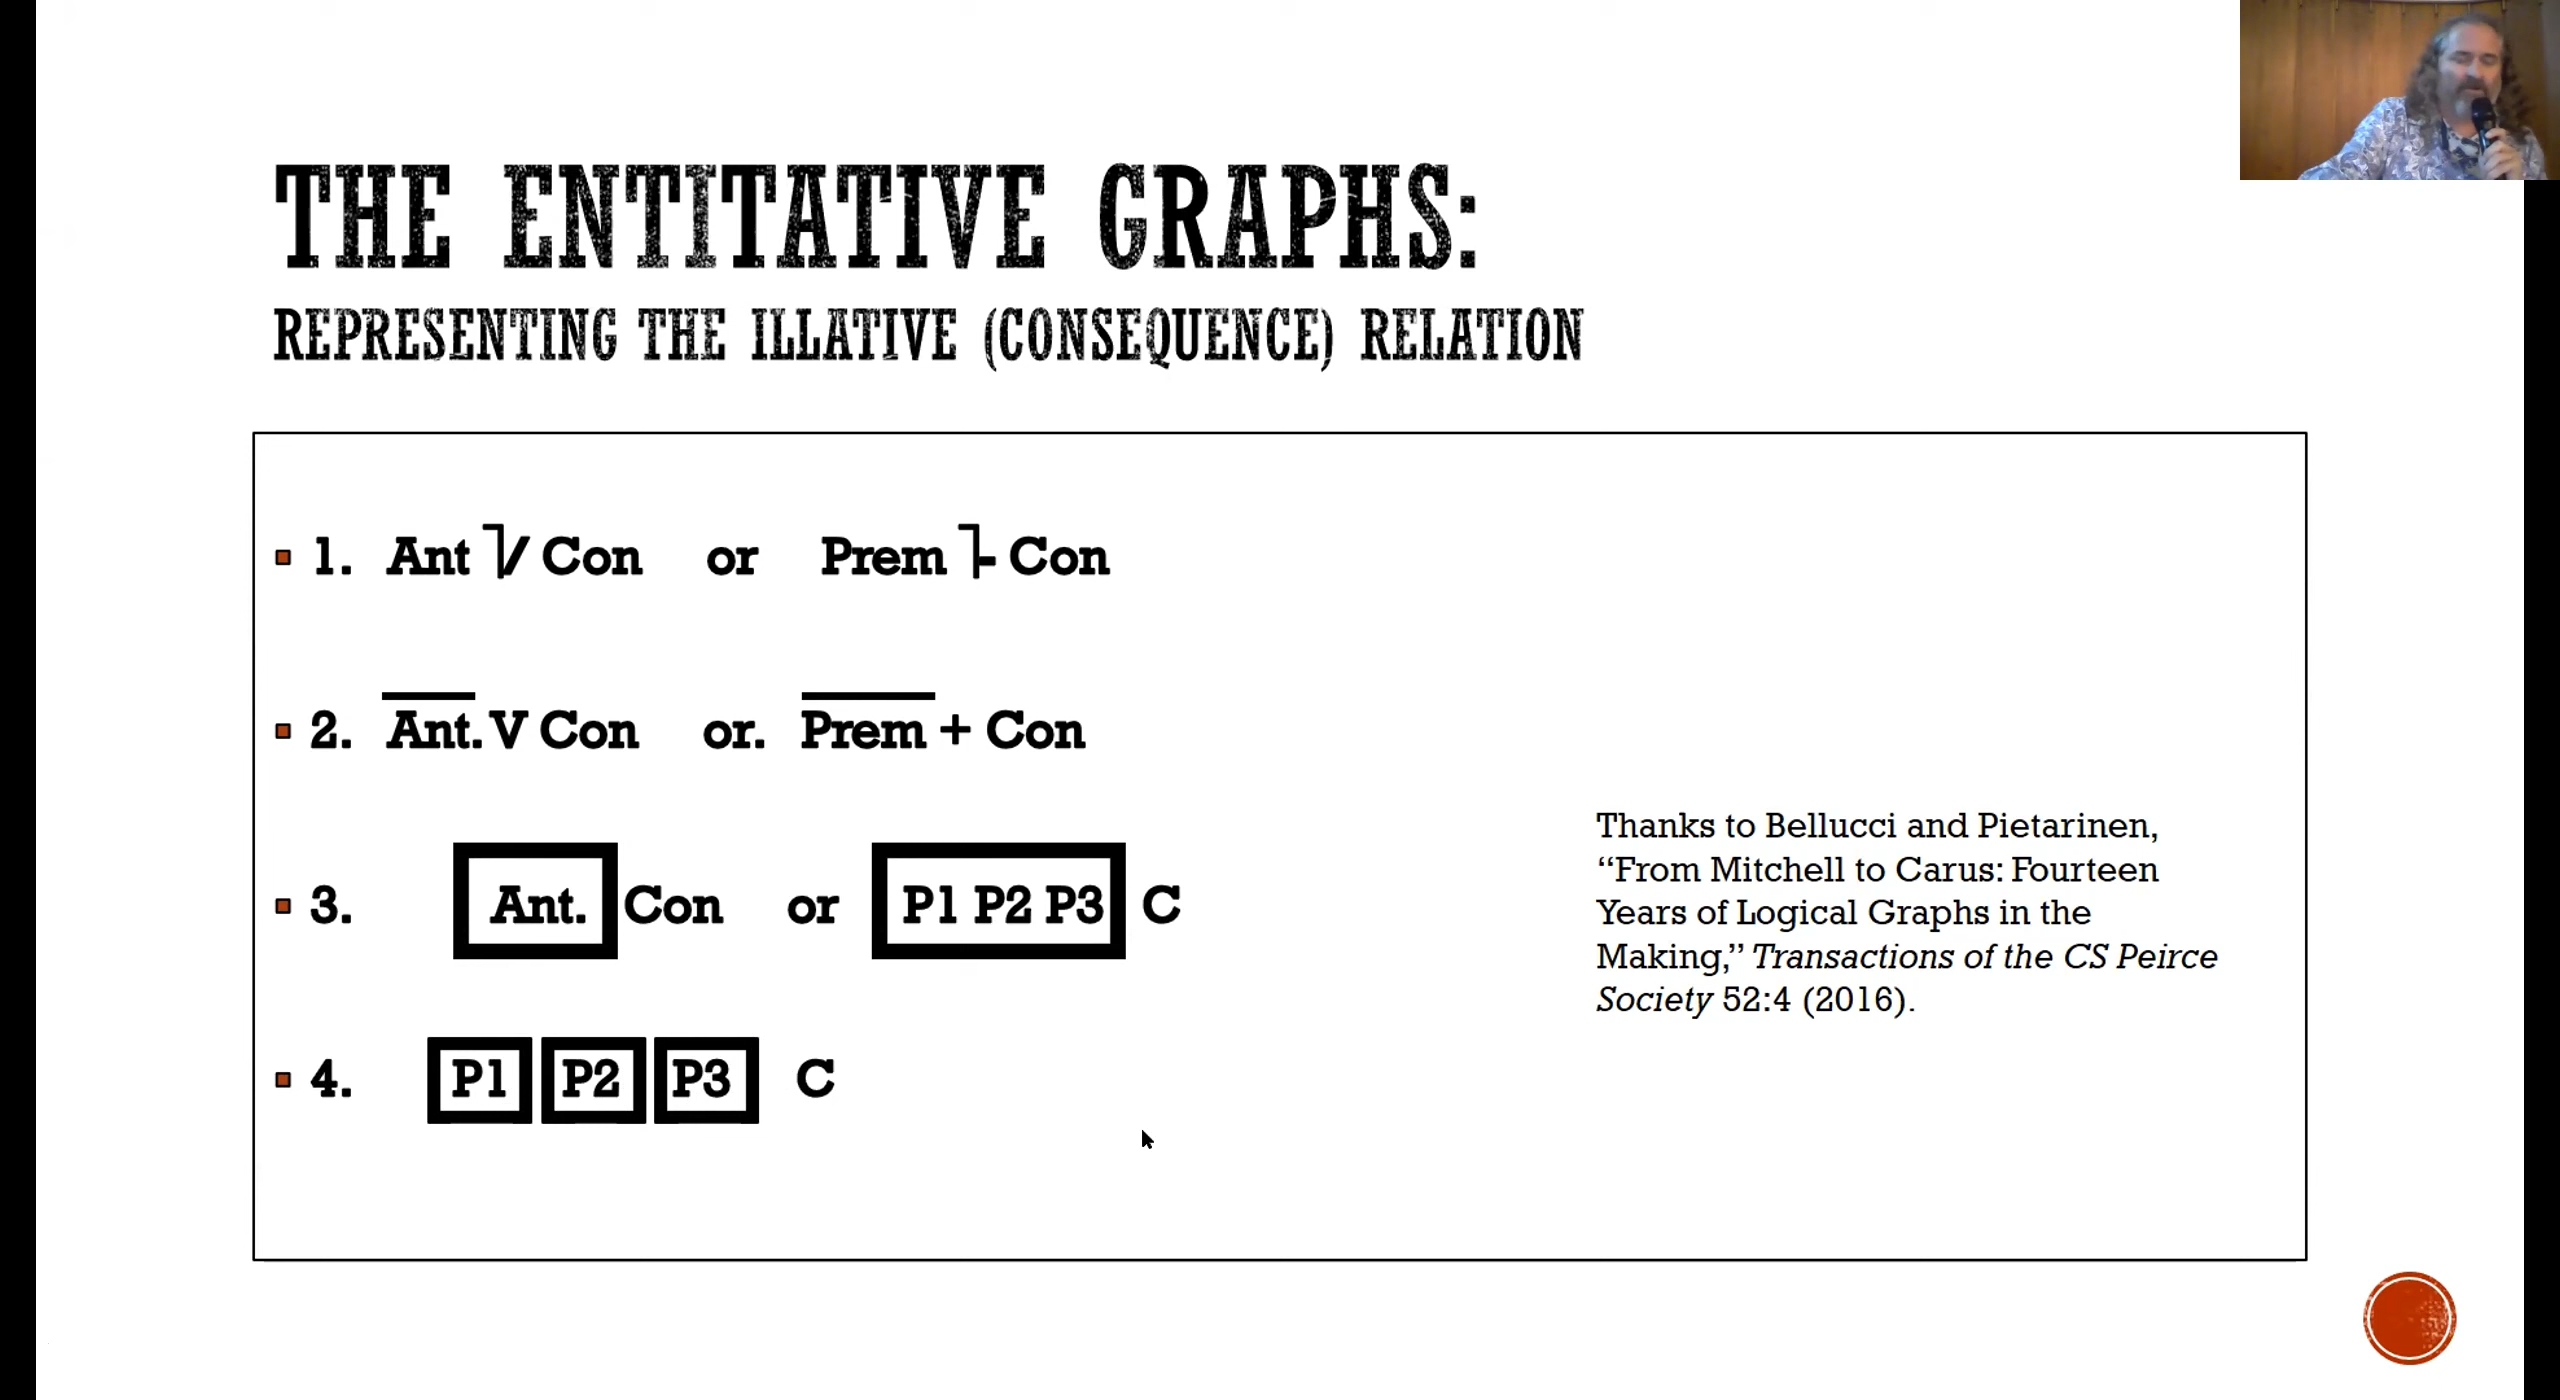 THE ENTITATIVE GRAPHS:
REPRESENTING THE ILLATIVE (CONSEQUENCE) RELATION
1. Ant ⌉/ Con or Prem ⌉- Con
2. A̅n̅t̅.V Con or. P̅r̅e̅m̅ + Con
3. Ant. Con or P1 P2 P3 C
4. P1 P2 P3 C
Thanks to Bellucci and Pietarinen,
“From Mitchell to Carus: Fourteen
Years of Logical Graphs in the
Making,” Transactions of the CS Peirce
Society 52:4 (2016).